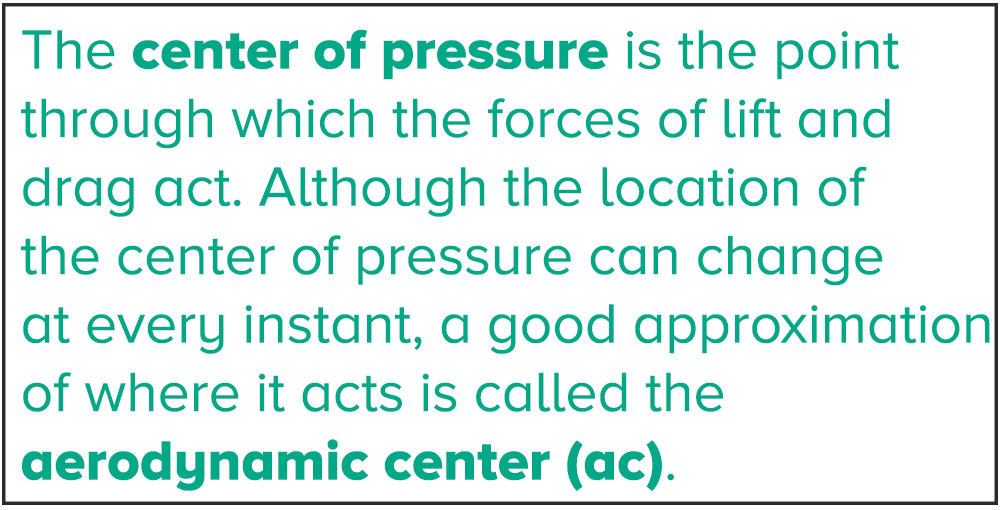 The center of pressure is the point
through which the forces of lift and
drag act. Although the location of
the center of pressure can change
at every instant, a good approximation
of where it acts is called the
aerodynamic center (ac).